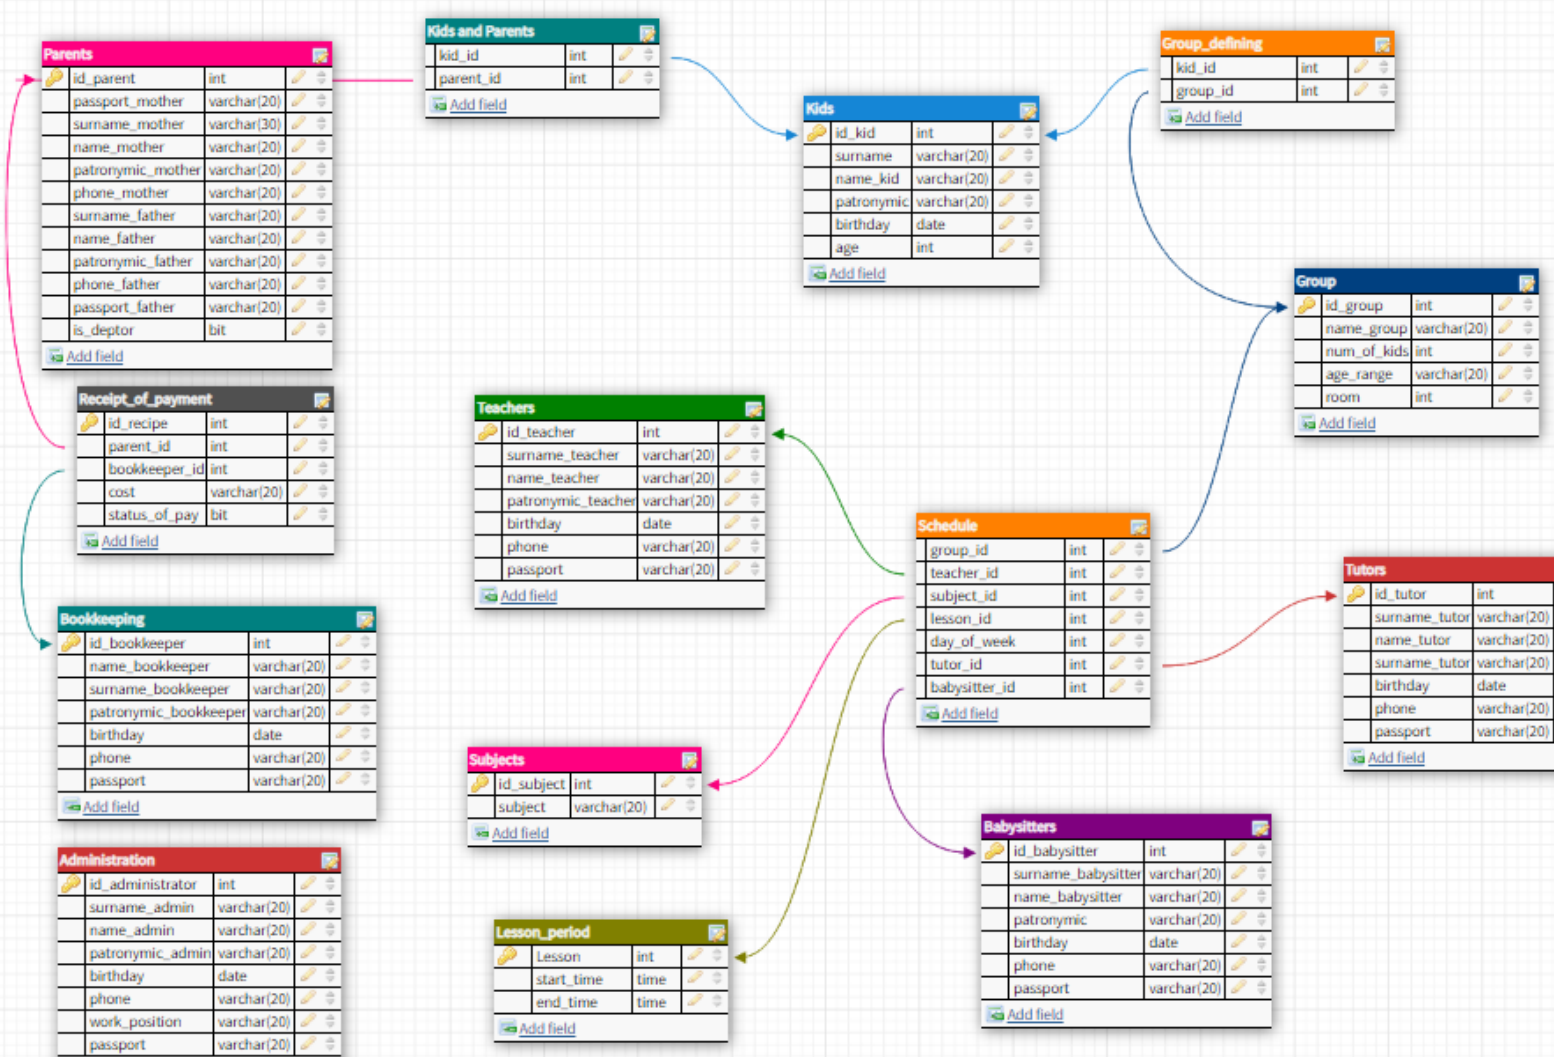 Parents
id_parent int
passport_mother varchar(20)
surname_mother varchar(30)
name_mother varchar(20)
patronymic_mother varchar(20)
phone_mother varchar(20)
surname_father varchar(20)
name_father varchar(20)
patronymic_father varchar(20)
phone_father varchar(20)
passport_father varchar(20)
is_deptor bit
Add field
Kids and Parents
kid_id int
parent_id int
Add field
Kids
id_kid int
surname varchar(20)
name_kid varchar(20)
patronymic varchar(20)
birthday date
age int
Add field
Group_defining
kid_id int
group_id int
Add field
Group
id_group int
name_group varchar(20)
num_of_kids int
age_range varchar(20)
room int
Add field
Receipt_of_payment
id_recipe int
parent_id int
bookkeeper_id int
cost varchar(20)
status_of_pay bit
Add field
Teachers
id_teacher int
surname_teacher varchar(20)
name_teacher varchar(20)
patronymic_teacher varchar(20)
birthday date
phone varchar(20)
passport varchar(20)
Add field
Schedule
group_id int
teacher_id int
subject_id int
lesson_id int
day_of_week int
tutor_id int
babysitter_id int
Add field
Tutors
id_tutor int
surname_tutor varchar(20)
name_tutor varchar(20)
surname_tutor varchar(20)
birthday date
phone varchar(20)
passport varchar(20)
Add field
Bookkeeping
id_bookkeeper int
name_bookkeeper varchar(20)
surname_bookkeeper varchar(20)
patronymic_bookkeeper varchar(20)
birthday date
phone varchar(20)
passport varchar(20)
Add field
Subjects
id_subject int
subject varchar(20)
Add field
Babysitters
id_babysitter int
surname_babysitter varchar(20)
name_babysitter varchar(20)
patronymic varchar(20)
birthday date
phone varchar(20)
passport varchar(20)
Add field
Administration
id_administrator int
surname_admin varchar(20)
name_admin varchar(20)
patronymic_admin varchar(20)
birthday date
phone varchar(20)
work_position varchar(20)
passport varchar(20)
Lesson_period
Lesson int
start_time time
end_time time
Add field